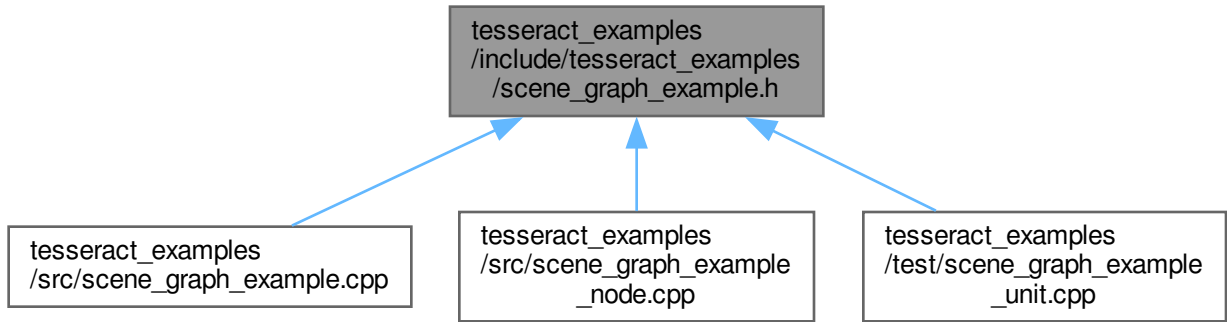 tesseract_examples
/include/tesseract_examples
/scene_graph_example.h
tesseract_examples
/src/scene_graph_example.cpp
tesseract_examples
/src/scene_graph_example
_node.cpp
tesseract_examples
/test/scene_graph_example
_unit.cpp